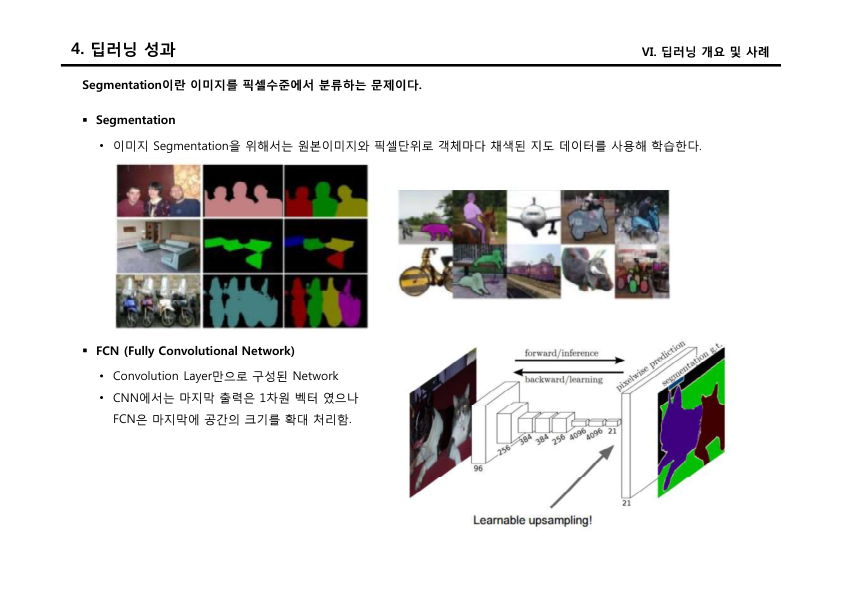 4. 딥러닝 성과
VI. 딥러닝 개요 및 사례
Segmentation이란 이미지를 픽셀수준에서 분류하는 문제이다.
▪ Segmentation
• 이미지 Segmentation을 위해서는 원본이미지와 픽셀단위로 객체마다 채색된 지도 데이터를 사용해 학습한다.
▪ FCN (Fully Convolutional Network)
• Convolution Layer만으로 구성된 Network
• CNN에서는 마지막 출력은 1차원 벡터 였으나
FCN은 마지막에 공간의 크기를 확대 처리함.
forward/inference
backward/learning
pixelwise prediction
segmentation g.t.
96
256
384
384
256
4096
4096
21
21
Learnable upsampling!